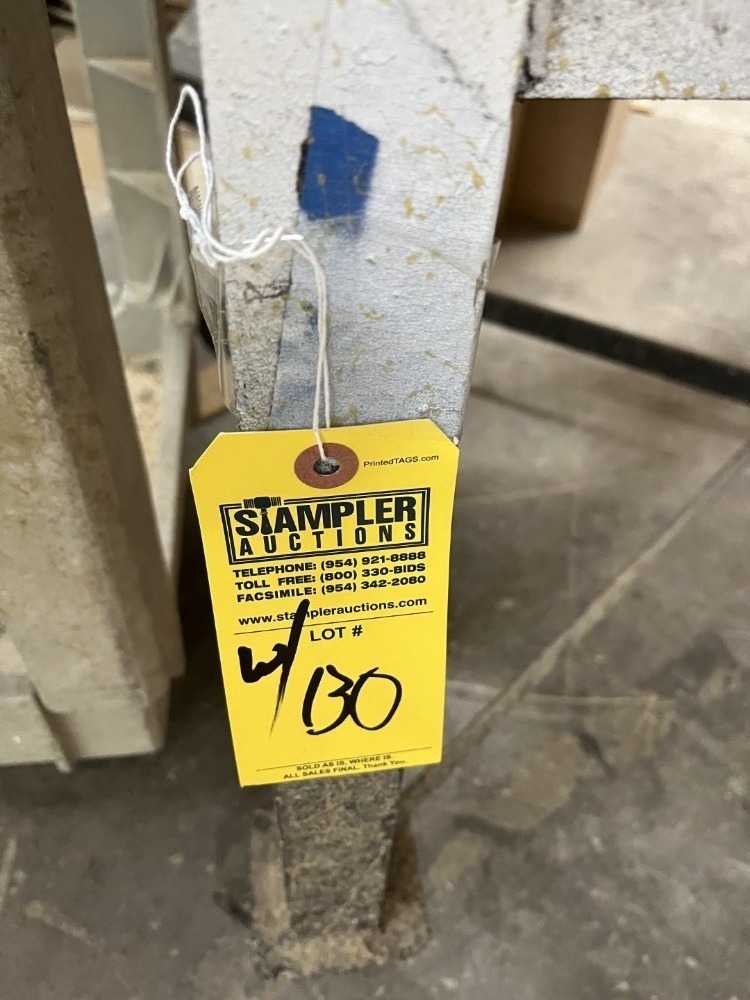 PrintedTAGS.com
STAMPLER
AUCTIONS
TELEPHONE: (954) 921-8888
TOLL FREE: (800) 330-BIDS
FACSIMILE: (954) 342-2080
www.stamplerauctions.com
LOT #
w/ 130
SOLD AS IS, WHERE IS.
ALL SALES FINAL. Thank You.